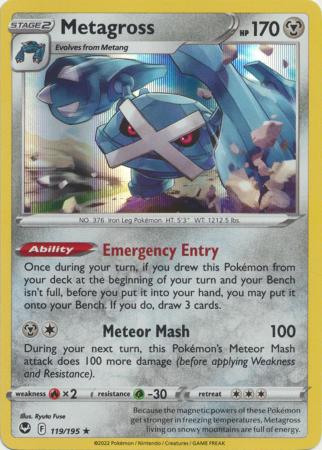 STAGE2 Metagross HP 170
Evolves from Metang
NO. 376 Iron Leg Pokémon HT: 5'3" WT: 1212.5 lbs.
Ability Emergency Entry
Once during your turn, if you drew this Pokémon from
your deck at the beginning of your turn and your Bench
isn't full, before you put it into your hand, you may put it
onto your Bench. If you do, draw 3 cards.
Meteor Mash 100
During your next turn, this Pokémon's Meteor Mash
attack does 100 more damage (before applying Weakness
and Resistance).
weakness ×2 resistance -30 retreat
Illus. Ryuta Fuse
F 119/195 ★
Because the magnetic powers of these Pokémon
get stronger in freezing temperatures, Metagross
living on snowy mountains are full of energy.
©2022 Pokémon / Nintendo / Creatures / GAME FREAK